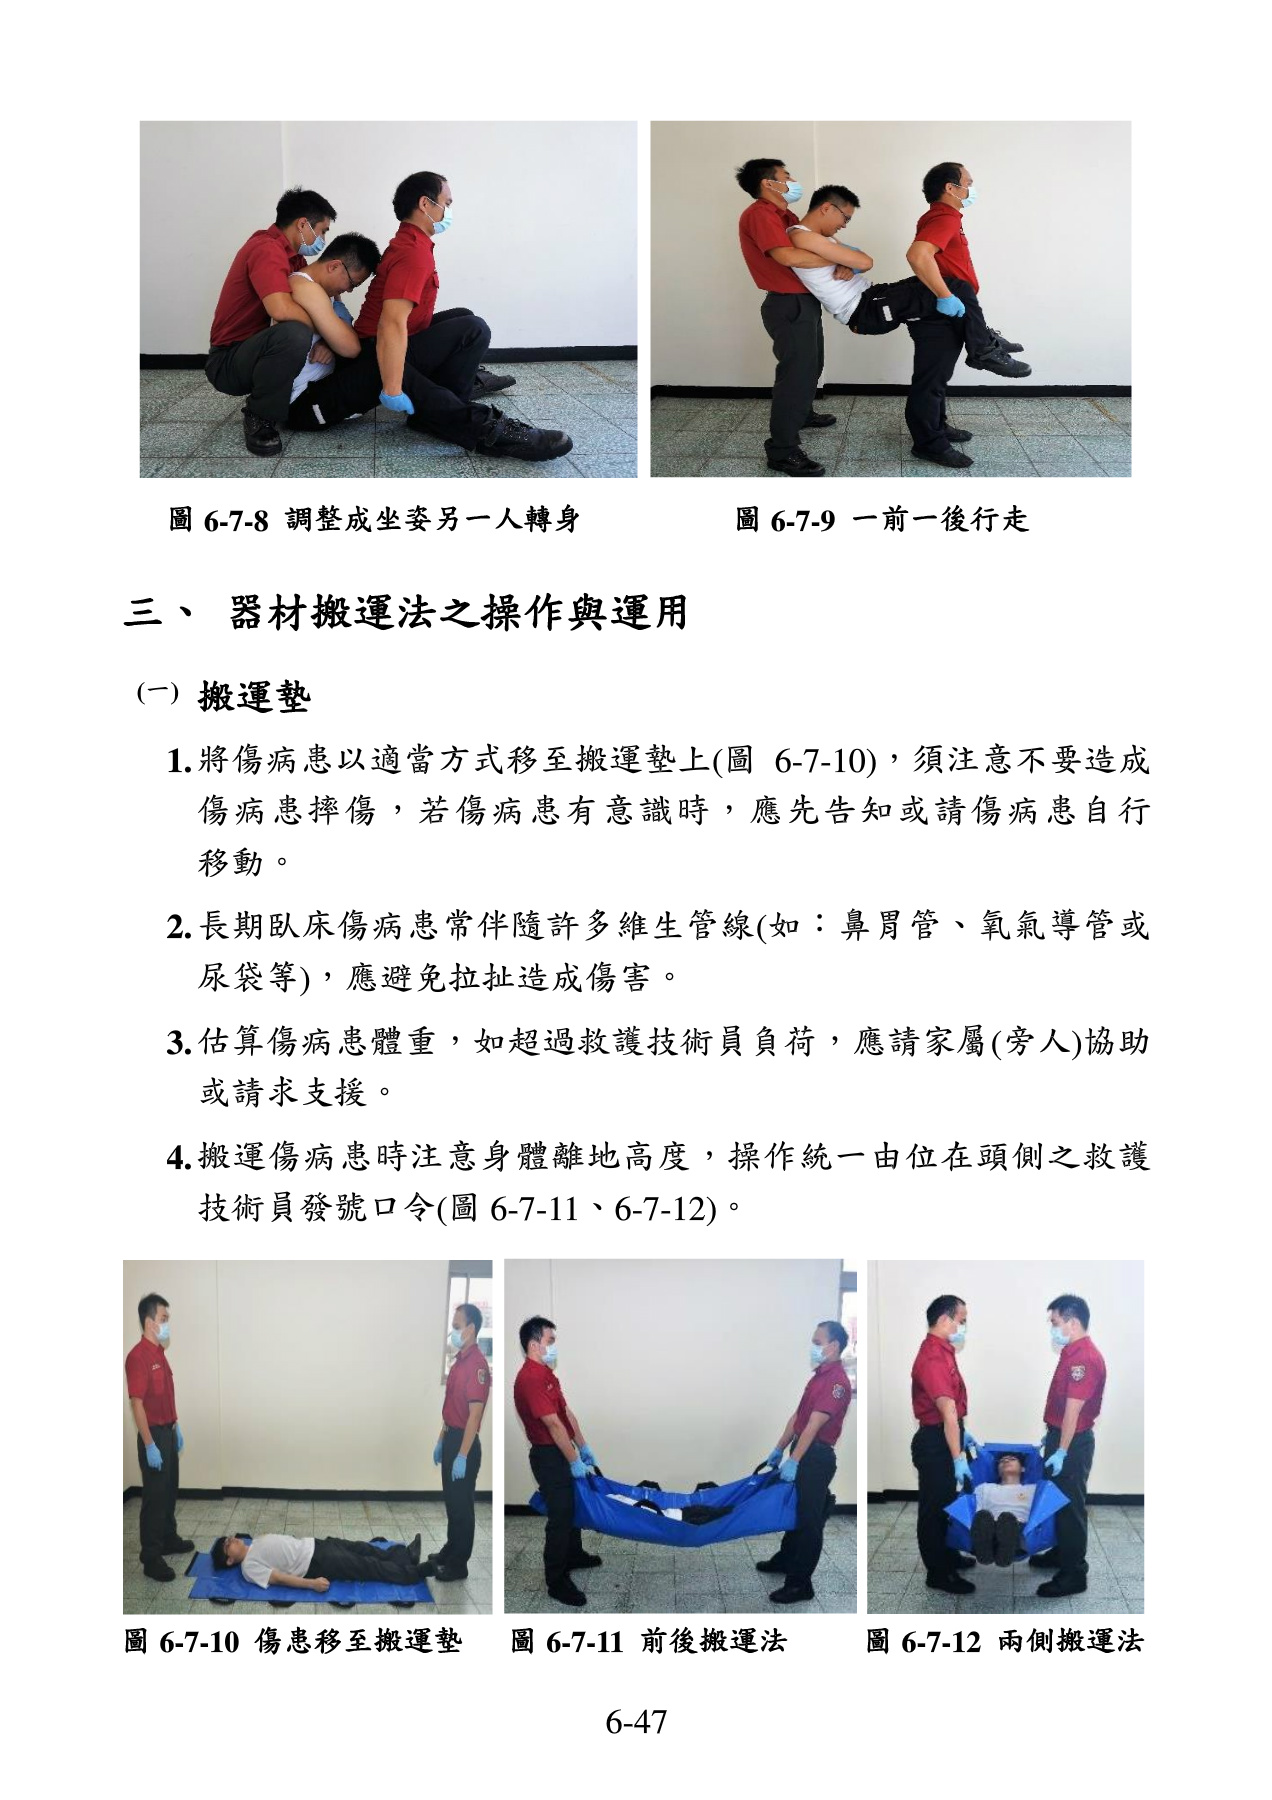 圖 6-7-8 調整成坐姿另一人轉身
圖 6-7-9 一前一後行走
三、 器材搬運法之操作與運用
(一) 搬運墊
1.將傷病患以適當方式移至搬運墊上(圖 6-7-10)，須注意不要造成
傷病患摔傷，若傷病患有意識時，應先告知或請傷病患自行
移動。
2.長期臥床傷病患常伴隨許多維生管線(如：鼻胃管、氧氣導管或
尿袋等)，應避免拉扯造成傷害。
3.估算傷病患體重，如超過救護技術員負荷，應請家屬(旁人)協助
或請求支援。
4.搬運傷病患時注意身體離地高度，操作統一由位在頭側之救護
技術員發號口令(圖 6-7-11、6-7-12)。
圖 6-7-10 傷患移至搬運墊
圖 6-7-11 前後搬運法
圖 6-7-12 兩側搬運法
6-47